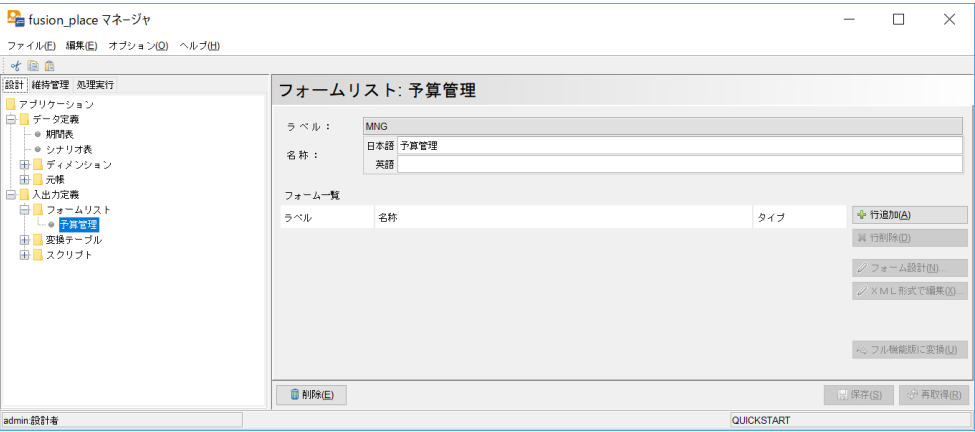 fusion_place マネージャ
ファイル(F) 編集(E) オプション(O) ヘルプ(H)
設計 維持管理 処理実行
アプリケーション
データ定義
期間表
シナリオ表
ディメンション
元帳
入出力定義
フォームリスト
予算管理
変換テーブル
スクリプト
フォームリスト: 予算管理
ラベル： MNG
名称： 日本語 予算管理
英語
フォーム一覧
ラベル 名称 タイプ
行追加(A)
行削除(D)
フォーム設計(N)...
XML形式で編集(X)...
フル機能版に変換(U)
削除(E) 保存(S) 再取得(R)
admin:設計者 QUICKSTART